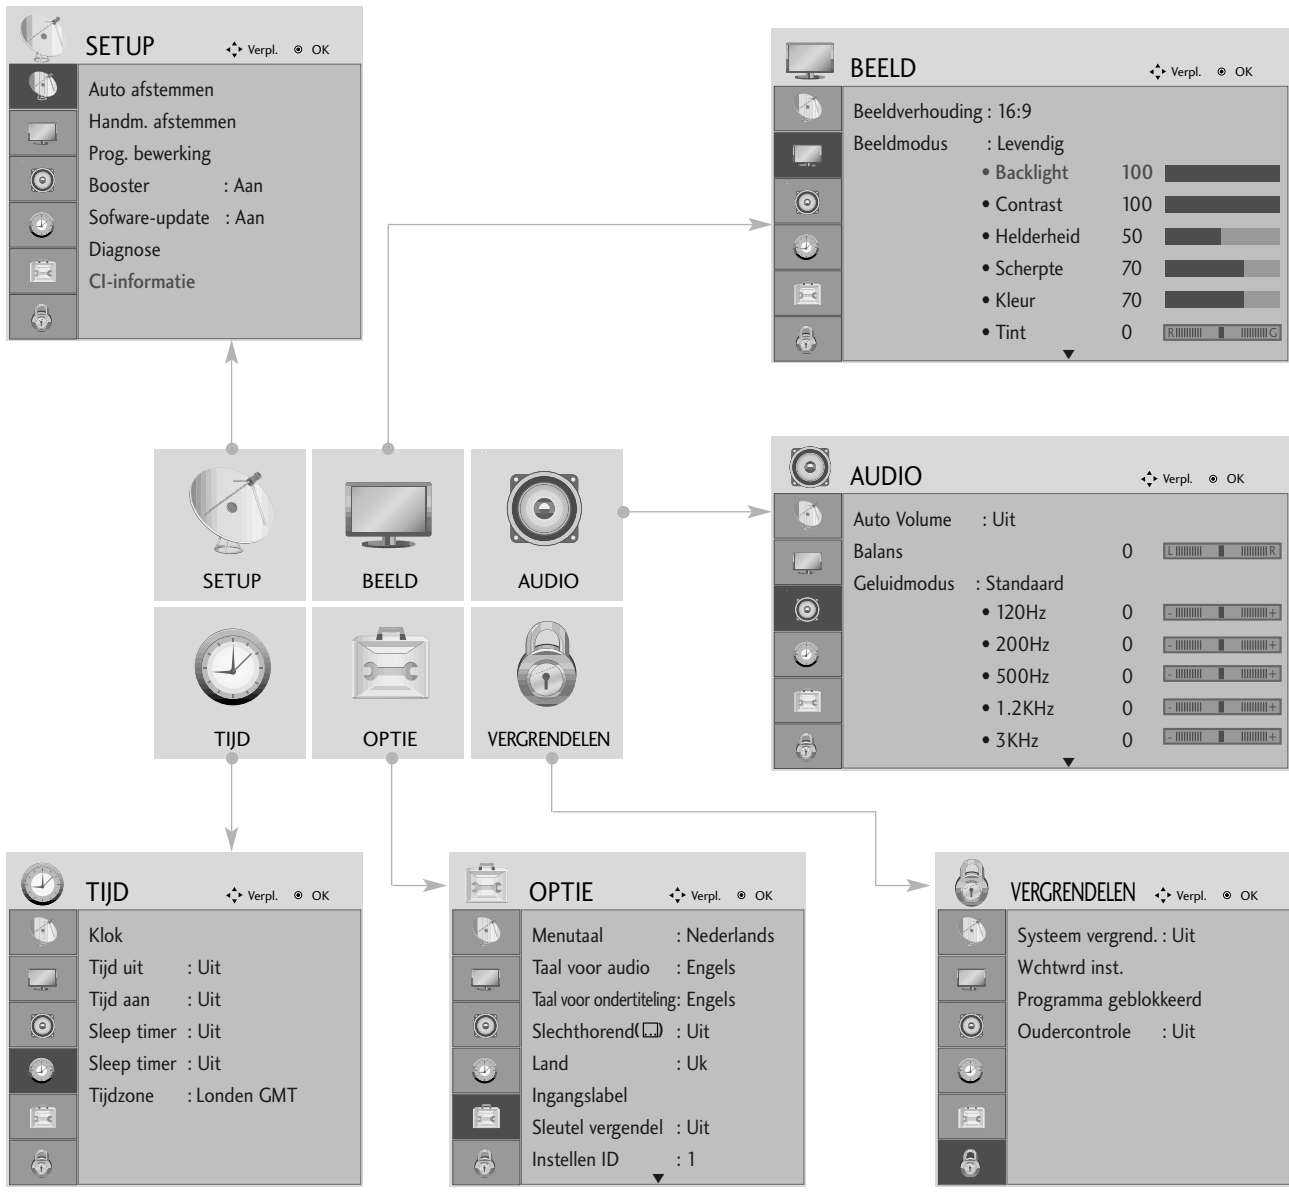 SETUP Verpl. OK
Auto afstemmen
Handm. afstemmen
Prog. bewerking
Booster : Aan
Sofware-update : Aan
Diagnose
CI-informatie
BEELD Verpl. OK
Beeldverhouding : 16:9
Beeldmodus : Levendig
• Backlight 100
• Contrast 100
• Helderheid 50
• Scherpte 70
• Kleur 70
• Tint 0 R G
SETUP
BEELD
AUDIO
TIJD
OPTIE
VERGRENDELEN
AUDIO Verpl. OK
Auto Volume : Uit
Balans 0 L R
Geluidmodus : Standaard
• 120Hz 0 - +
• 200Hz 0 - +
• 500Hz 0 - +
• 1.2KHz 0 - +
• 3KHz 0 - +
TIJD Verpl. OK
Klok
Tijd uit : Uit
Tijd aan : Uit
Sleep timer : Uit
Sleep timer : Uit
Tijdzone : Londen GMT
OPTIE Verpl. OK
Menutaal : Nederlands
Taal voor audio : Engels
Taal voor ondertiteling: Engels
Slechthorend( ) : Uit
Land : Uk
Ingangslabel
Sleutel vergendel : Uit
Instellen ID : 1
VERGRENDELEN Verpl. OK
Systeem vergrend. : Uit
Wchtwrd inst.
Programma geblokkeerd
Oudercontrole : Uit